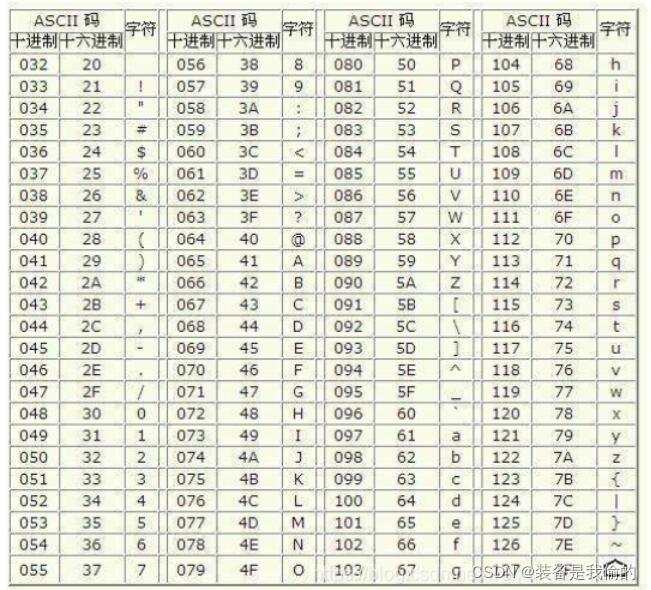 ASCII 码 字符 ASCII 码 字符 ASCII 码 字符 ASCII 码 字符
十进制 十六进制 十进制 十六进制 十进制 十六进制 十进制 十六进制
032 20 056 38 8 080 50 P 104 68 h
033 21 ! 057 39 9 081 51 Q 105 69 i
034 22 " 058 3A : 082 52 R 106 6A j
035 23 # 059 3B ; 083 53 S 107 6B k
036 24 $ 060 3C < 084 54 T 108 6C l
037 25 % 061 3D = 085 55 U 109 6D m
038 26 & 062 3E > 086 56 V 110 6E n
039 27 ' 063 3F ? 087 57 W 111 6F o
040 28 ( 064 40 @ 088 58 X 112 70 p
041 29 ) 065 41 A 089 59 Y 113 71 q
042 2A * 066 42 B 090 5A Z 114 72 r
043 2B + 067 43 C 091 5B [ 115 73 s
044 2C , 068 44 D 092 5C \ 116 74 t
045 2D - 069 45 E 093 5D ] 117 75 u
046 2E . 070 46 F 094 5E ^ 118 76 v
047 2F / 071 47 G 095 5F _ 119 77 w
048 30 0 072 48 H 096 60 ` 120 78 x
049 31 1 073 49 I 097 61 a 121 79 y
050 32 2 074 4A J 098 62 b 122 7A z
051 33 3 075 4B K 099 63 c 123 7B {
052 34 4 076 4C L 100 64 d 124 7C |
053 35 5 077 4D M 101 65 e 125 7D }
054 36 6 078 4E N 102 66 f 126 7E ~
055 37 7 079 4F O 103 67 g
CSDN @装备是我偷的